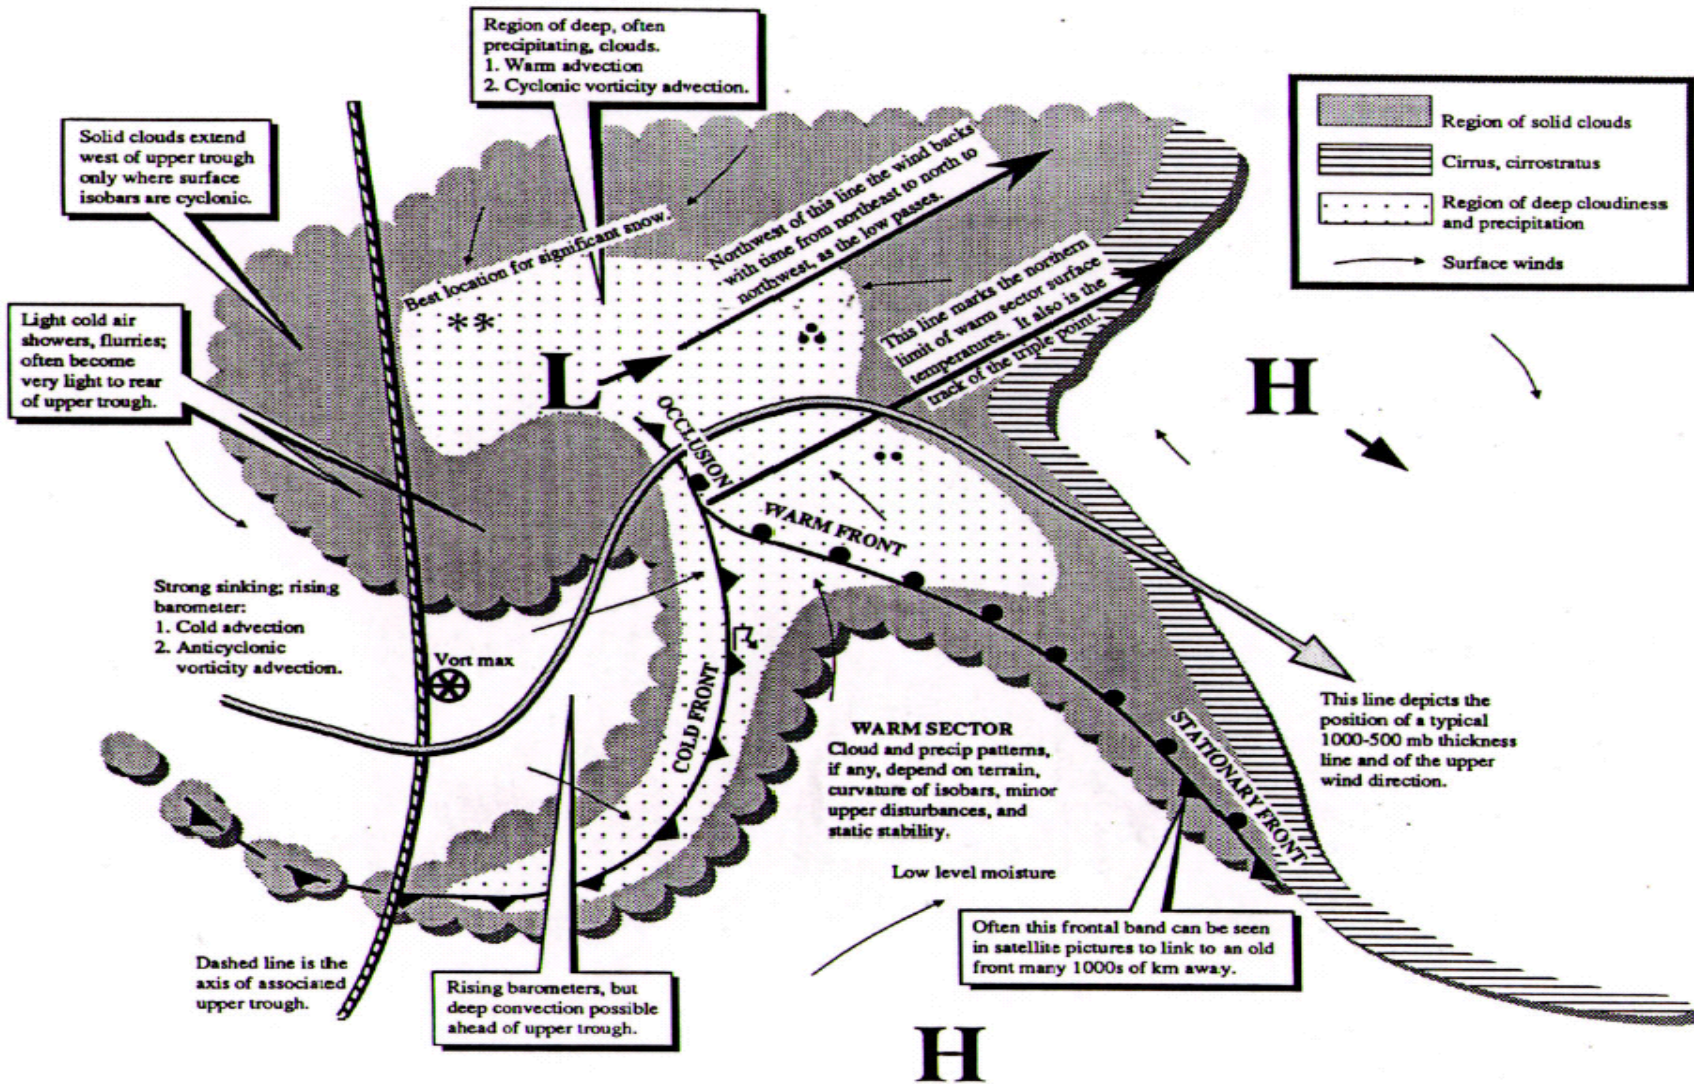 Region of deep, often
precipitating, clouds.
1. Warm advection
2. Cyclonic vorticity advection.
Solid clouds extend
west of upper trough
only where surface
isobars are cyclonic.
Region of solid clouds
Cirrus, cirrostratus
Region of deep cloudiness
and precipitation
Surface winds
Best location for significant snow.
Northwest of this line the wind backs
with time from northeast to north to
northwest, as the low passes.
This line marks the northern
limit of warm sector surface
temperatures. It also is the
track of the triple point.
Light cold air
showers, flurries;
often become
very light to rear
of upper trough.
L
H
OCCLUSION
WARM FRONT
Strong sinking; rising
barometer:
1. Cold advection
2. Anticyclonic
vorticity advection.
Vort max
COLD FRONT
WARM SECTOR
Cloud and precip patterns,
if any, depend on terrain,
curvature of isobars, minor
upper disturbances, and
static stability.
STATIONARY FRONT
This line depicts the
position of a typical
1000-500 mb thickness
line and of the upper
wind direction.
Low level moisture
Often this frontal band can be seen
in satellite pictures to link to an old
front many 1000s of km away.
Dashed line is the
axis of associated
upper trough.
Rising barometers, but
deep convection possible
ahead of upper trough.
H